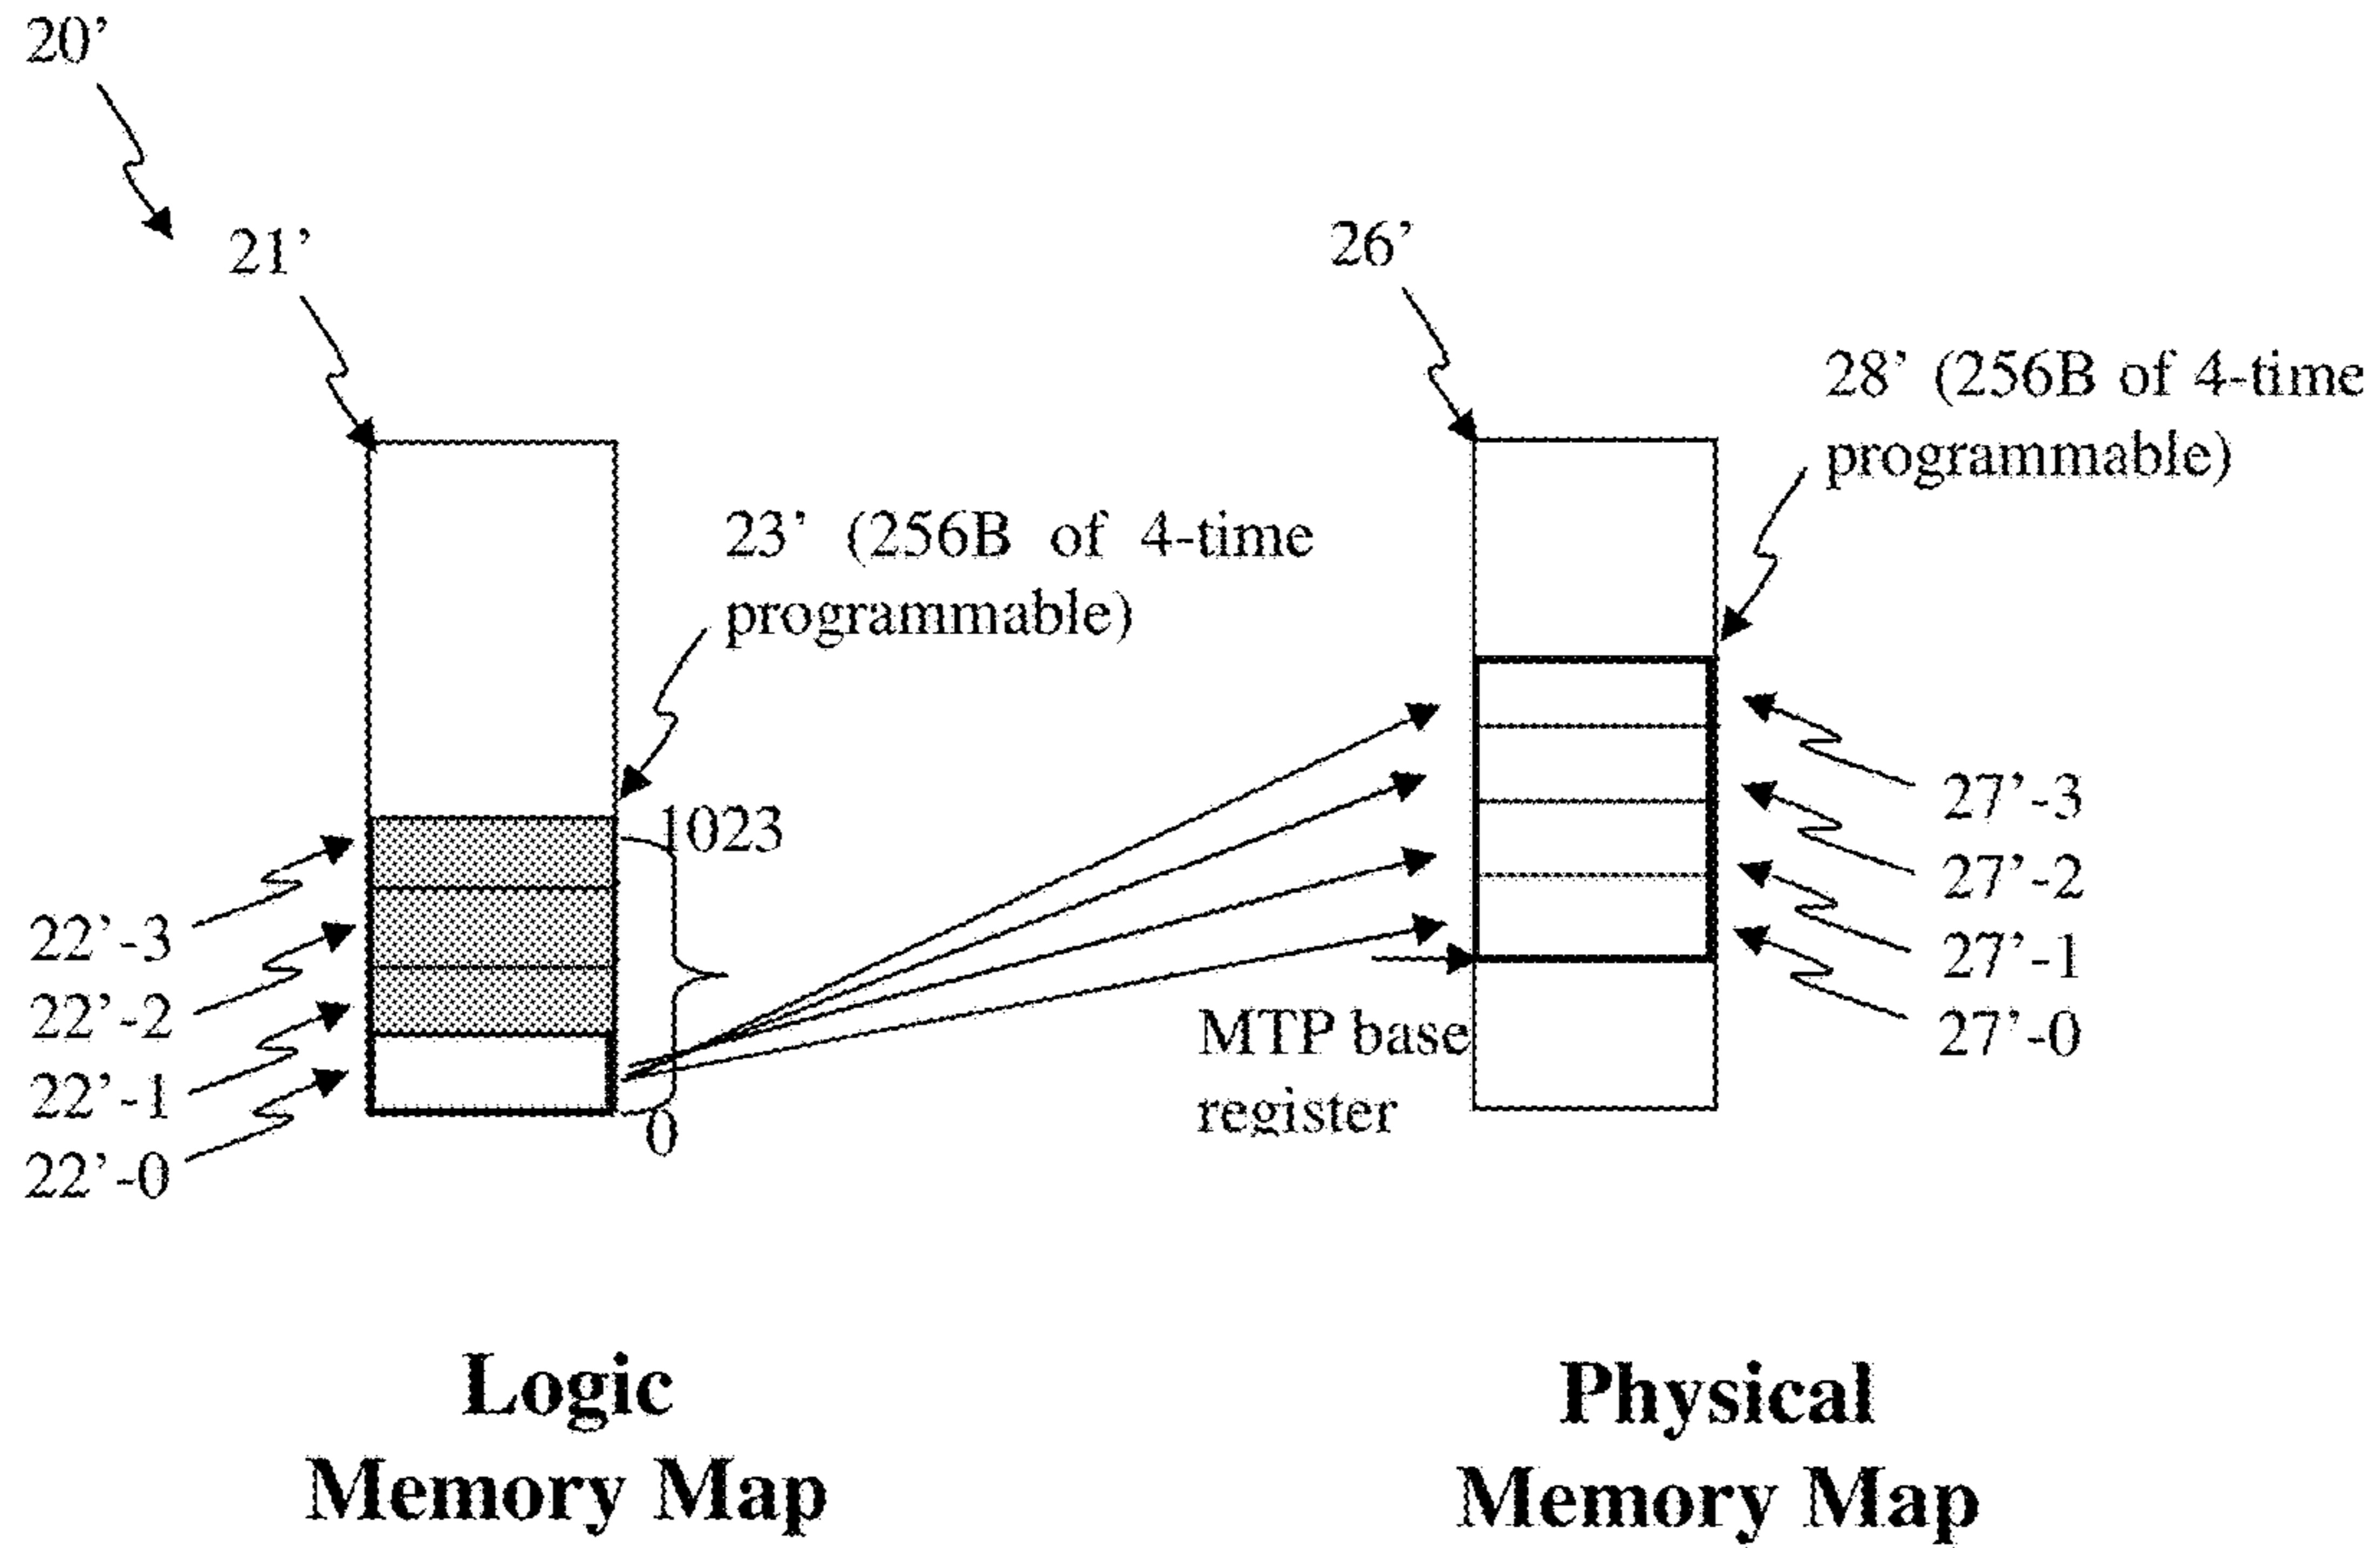 20’
21’
26’
28’ (256B of 4-time
programmable)
23’ (256B of 4-time
programmable)
1023
22’-3
22’-2
22’-1
22’-0
0
27’-3
27’-2
27’-1
27’-0
MTP base
register
Logic
Memory Map
Physical
Memory Map